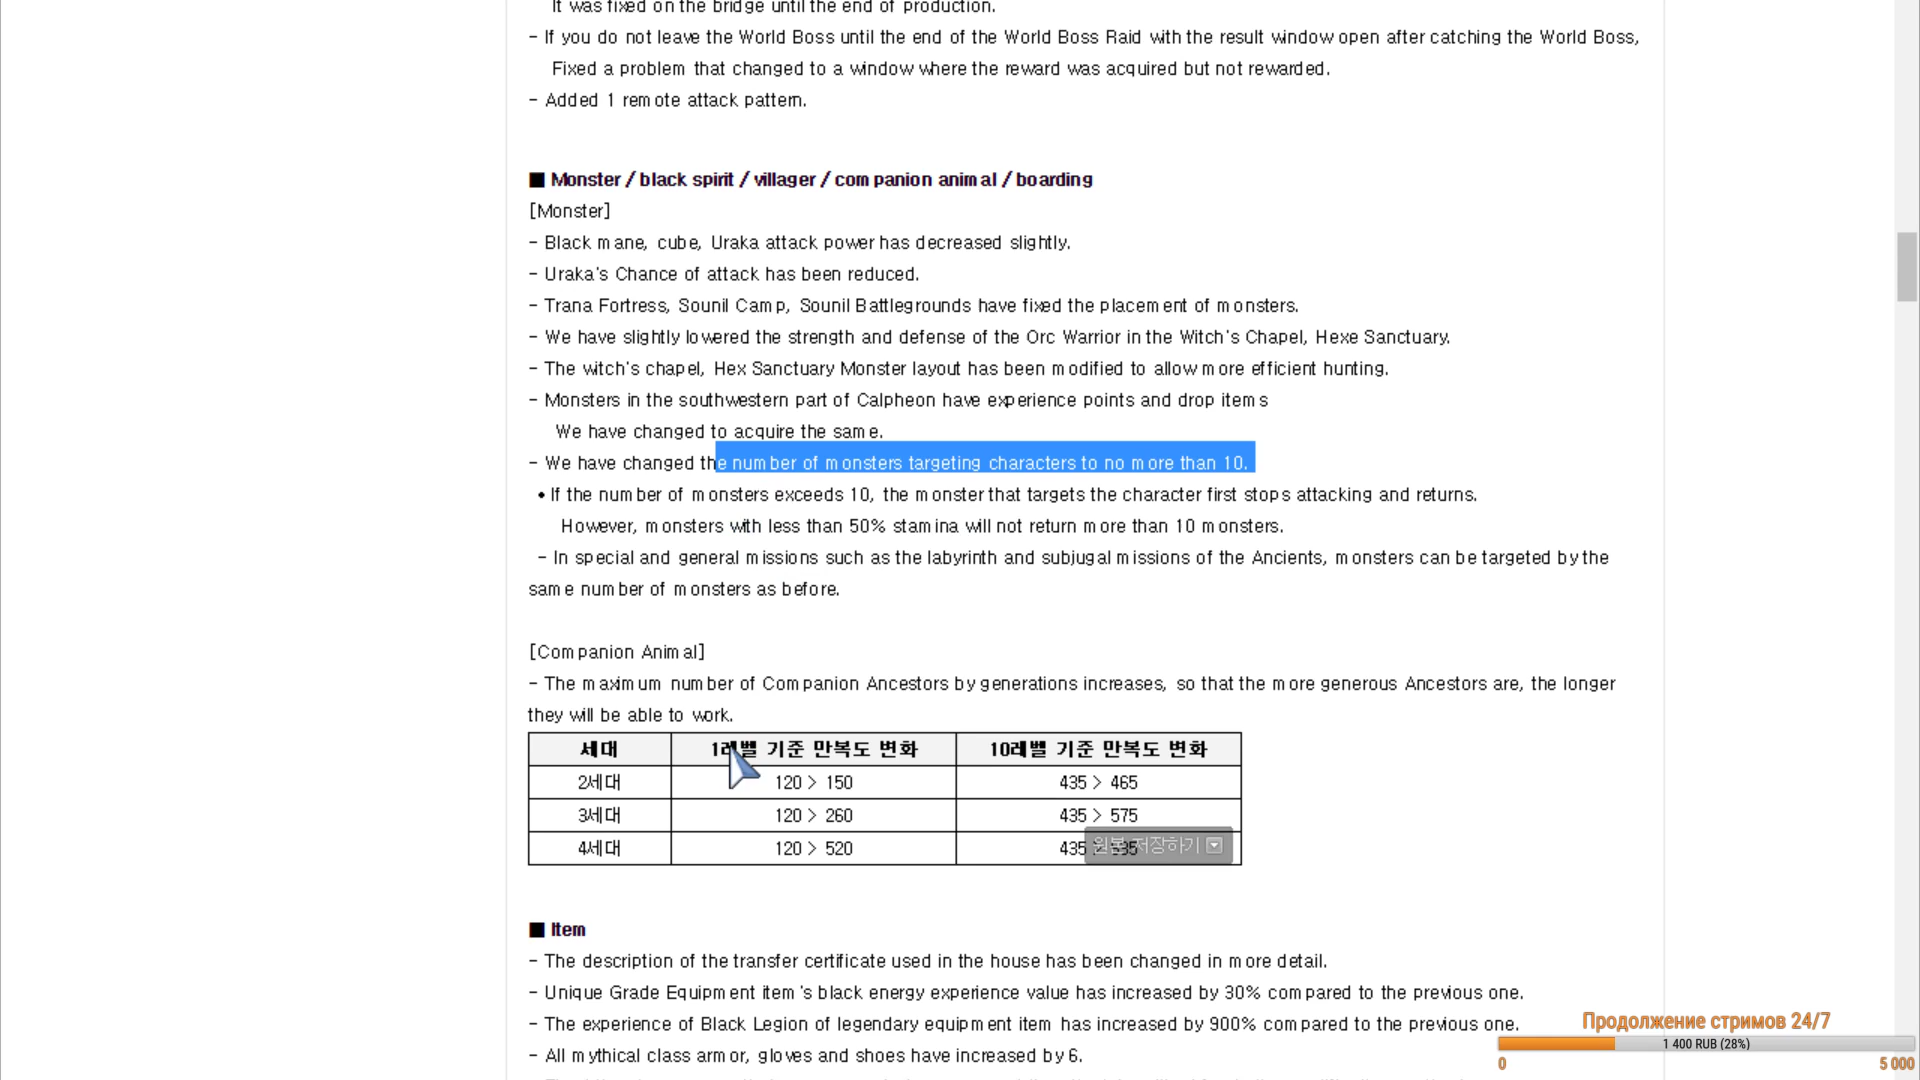 It was fixed on the bridge until the end of production.
- If you do not leave the World Boss until the end of the World Boss Raid with the result window open after catching the World Boss,
Fixed a problem that changed to a window where the reward was acquired but not rewarded.
- Added 1 remote attack pattern.
■ Monster / black spirit / villager / companion animal / boarding
[Monster]
- Black mane, cube, Uraka attack power has decreased slightly.
- Uraka's Chance of attack has been reduced.
- Trana Fortress, Sounil Camp, Sounil Battlegrounds have fixed the placement of monsters.
- We have slightly lowered the strength and defense of the Orc Warrior in the Witch's Chapel, Hexe Sanctuary.
- The witch's chapel, Hex Sanctuary Monster layout has been modified to allow more efficient hunting.
- Monsters in the southwestern part of Calpheon have experience points and drop items
We have changed to acquire the same.
- We have changed the number of monsters targeting characters to no more than 10.
• If the number of monsters exceeds 10, the monster that targets the character first stops attacking and returns.
However, monsters with less than 50% stamina will not return more than 10 monsters.
- In special and general missions such as the labyrinth and subjugal missions of the Ancients, monsters can be targeted by the
same number of monsters as before.
[Companion Animal]
- The maximum number of Companion Ancestors by generations increases, so that the more generous Ancestors are, the longer
they will be able to work.
세대 1레벨 기준 만복도 변화 10레벨 기준 만복도 변화
2세대 120 > 150 435 > 465
3세대 120 > 260 435 > 575
4세대 120 > 520 435
저장하기
■ Item
- The description of the transfer certificate used in the house has been changed in more detail.
- Unique Grade Equipment item's black energy experience value has increased by 30% compared to the previous one.
- The experience of Black Legion of legendary equipment item has increased by 900% compared to the previous one.
- All mythical class armor, gloves and shoes have increased by 6.
Продолжение стримов 24/7
1 400 RUB (28%)
0 5 000